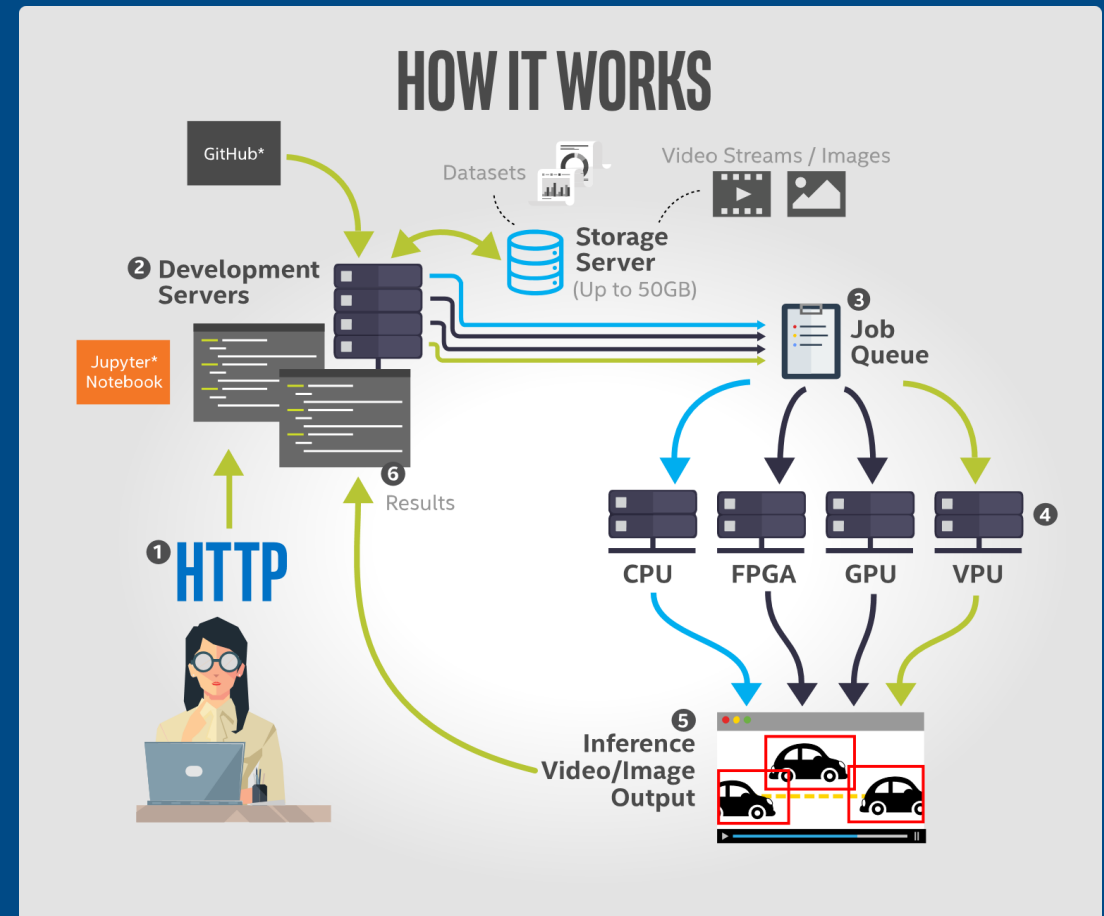 HOW IT WORKS
GitHub*
Datasets
Video Streams / Images
Storage
Server
(Up to 50GB)
2 Development
Servers
3
Job
Queue
Jupyter*
Notebook
6
Results
1 HTTP
4
CPU
FPGA
GPU
VPU
5
Inference
Video/Image
Output